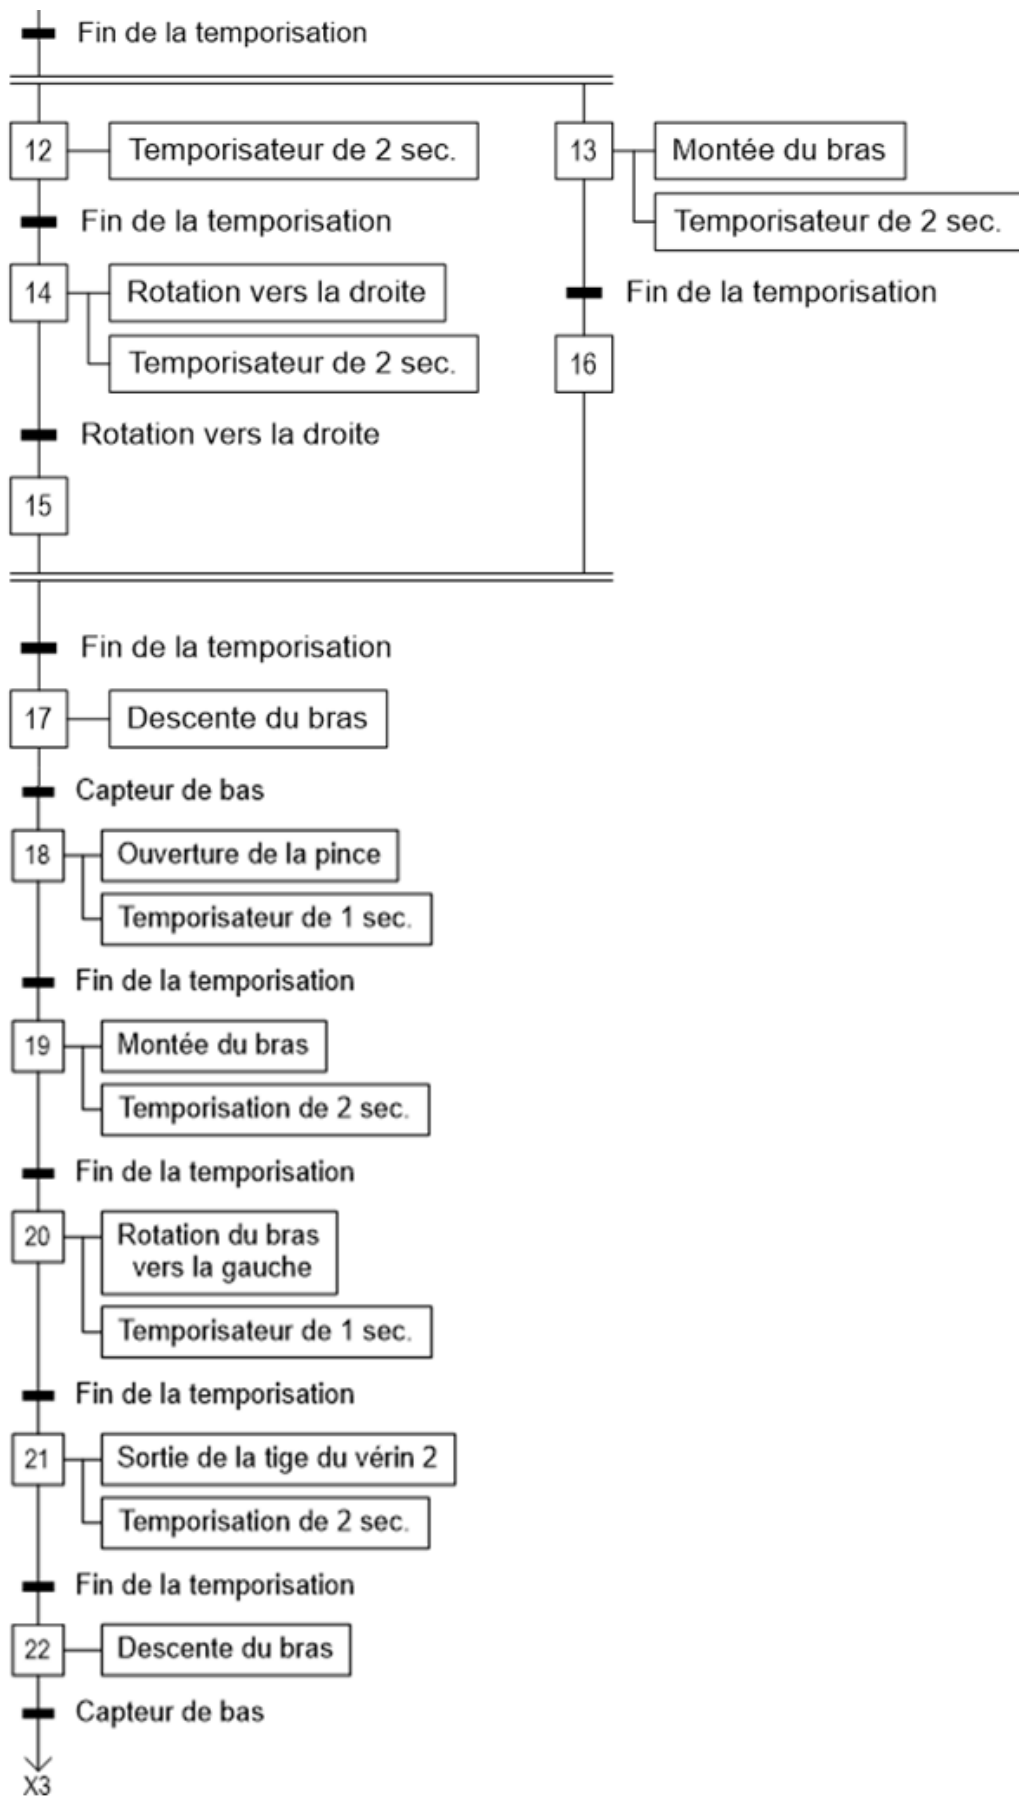 Fin de la temporisation
12
Temporisateur de 2 sec.
13
Montée du bras
Temporisateur de 2 sec.
Fin de la temporisation
14
Rotation vers la droite
Temporisateur de 2 sec.
Fin de la temporisation
16
Rotation vers la droite
15
Fin de la temporisation
17
Descente du bras
Capteur de bas
18
Ouverture de la pince
Temporisateur de 1 sec.
Fin de la temporisation
19
Montée du bras
Temporisation de 2 sec.
Fin de la temporisation
20
Rotation du bras
vers la gauche
Temporisateur de 1 sec.
Fin de la temporisation
21
Sortie de la tige du vérin 2
Temporisation de 2 sec.
Fin de la temporisation
22
Descente du bras
Capteur de bas
X3